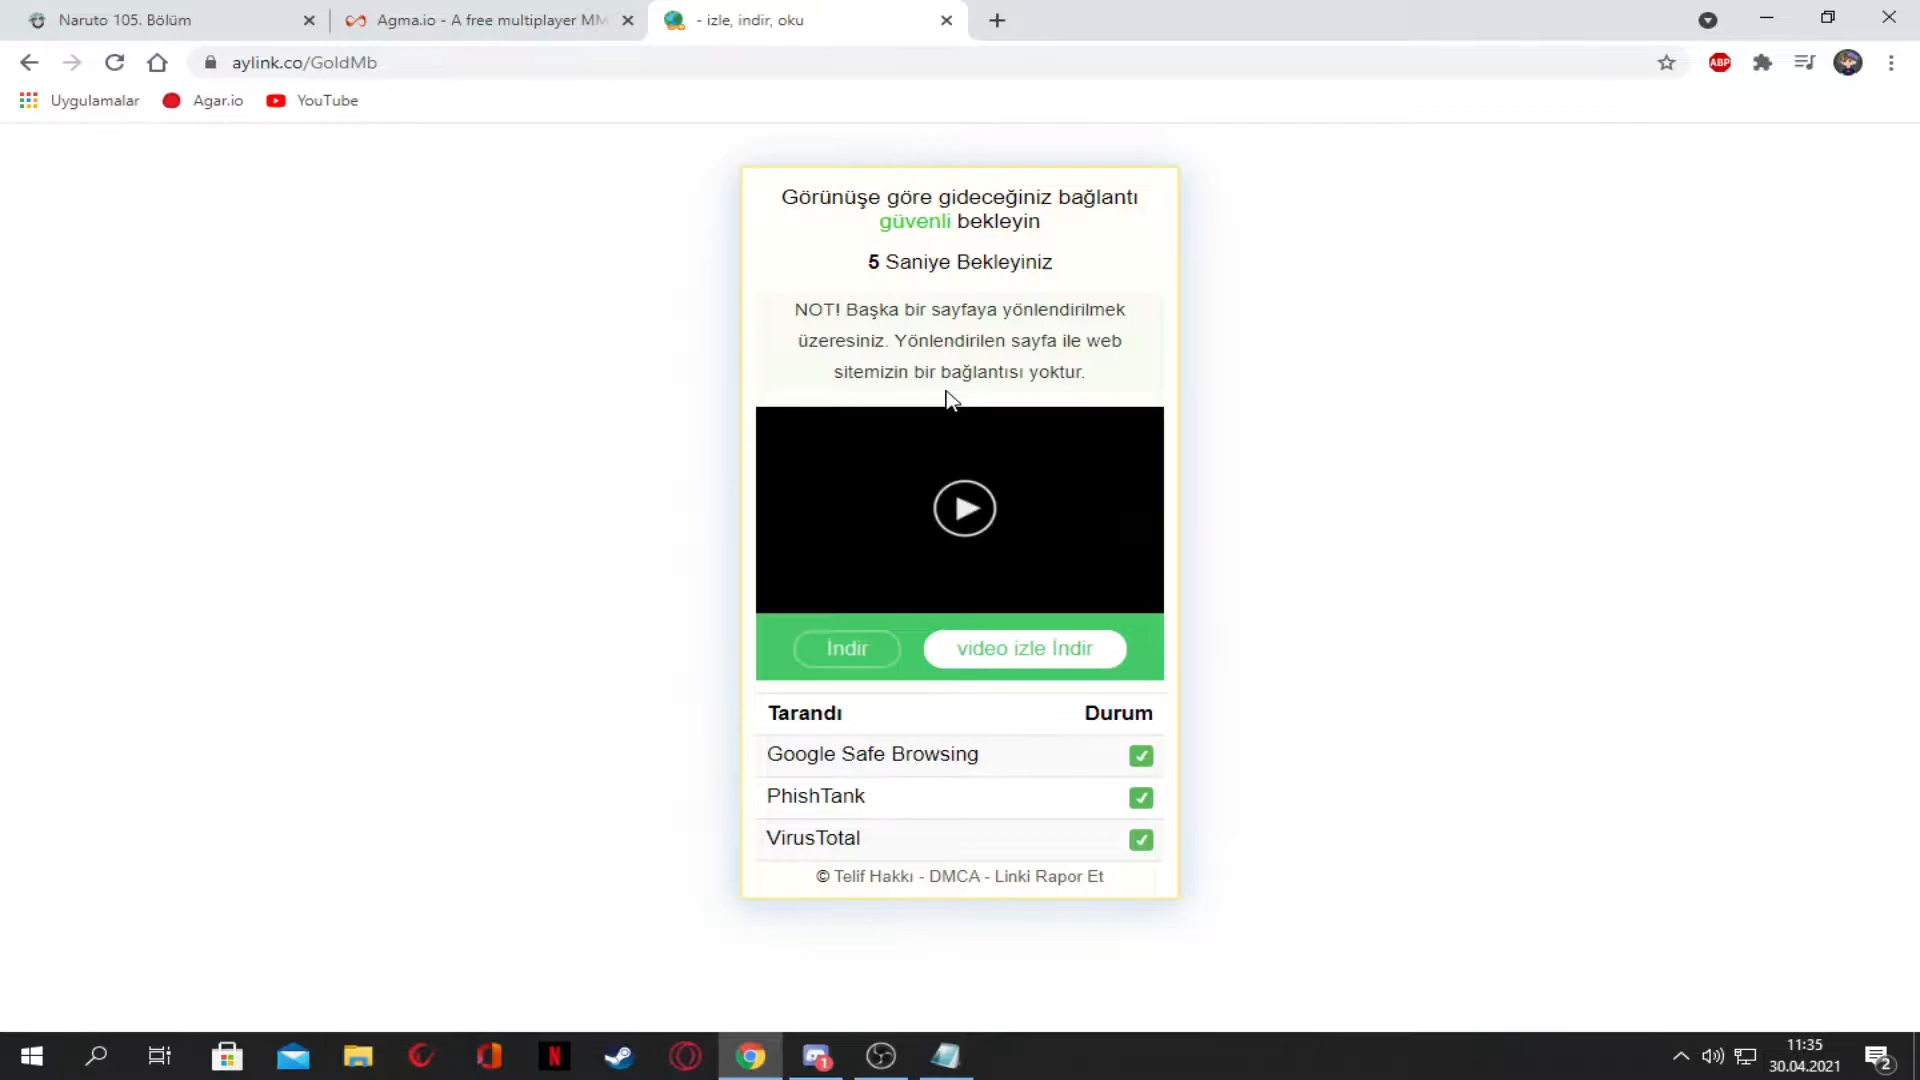 Naruto 105. Bölüm
Agma.io - A free multiplayer MM
- izle, indir, oku
aylink.co/GoldMb
ABP
Uygulamalar
Agar.io
YouTube
Görünüşe göre gideceğiniz bağlantı
güvenli bekleyin
5 Saniye Bekleyiniz
NOT! Başka bir sayfaya yönlendirilmek
üzeresiniz. Yönlendirilen sayfa ile web
sitemizin bir bağlantısı yoktur.
İndir
video izle İndir
Tarandı
Durum
Google Safe Browsing
PhishTank
VirusTotal
© Telif Hakkı - DMCA - Linki Rapor Et
N
1
11:35
30.04.2021
2